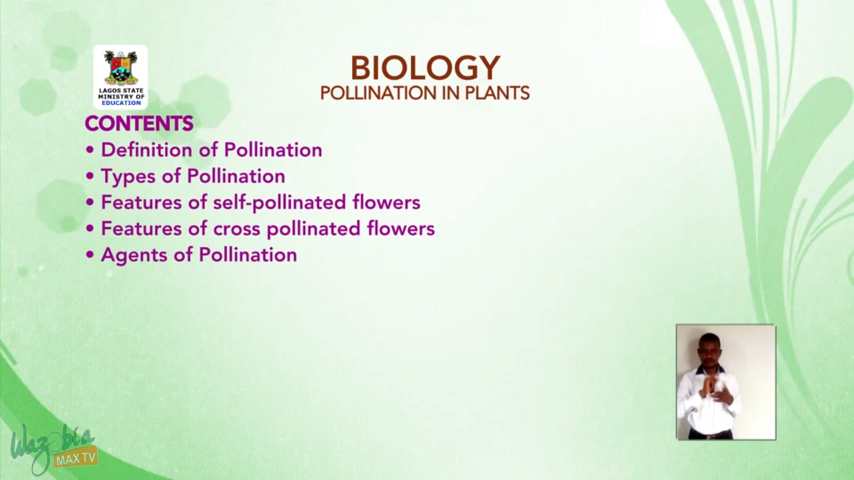 BIOLOGY
POLLINATION IN PLANTS
LAGOS STATE
MINISTRY OF
EDUCATION
CONTENTS
• Definition of Pollination
• Types of Pollination
• Features of self-pollinated flowers
• Features of cross pollinated flowers
• Agents of Pollination
Wazobia
MAX TV